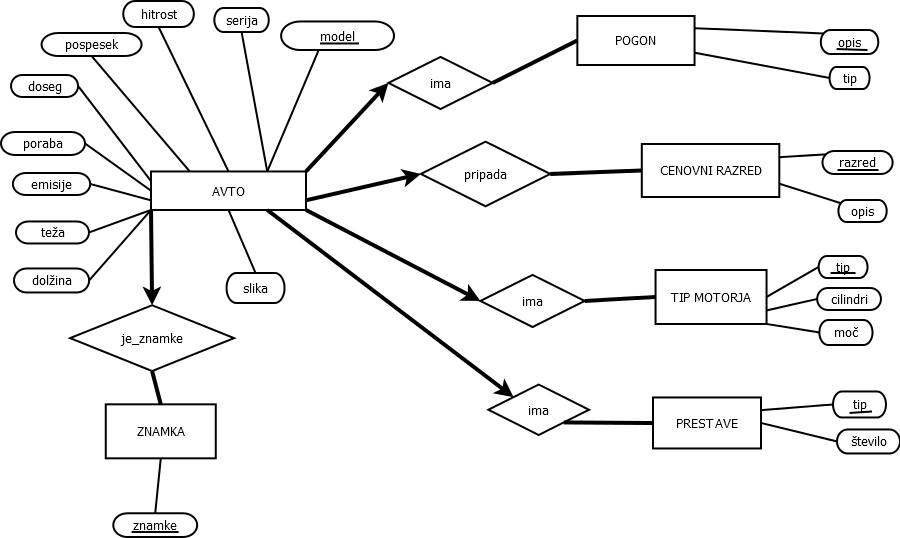 hitrost
serija
model
pospesek
doseg
poraba
emisije
teža
dolžina
AVTO
slika
je_znamke
ZNAMKA
znamke
ima
POGON
opis
tip
pripada
CENOVNI RAZRED
razred
opis
ima
TIP MOTORJA
tip
cilindri
moč
ima
PRESTAVE
tip
število